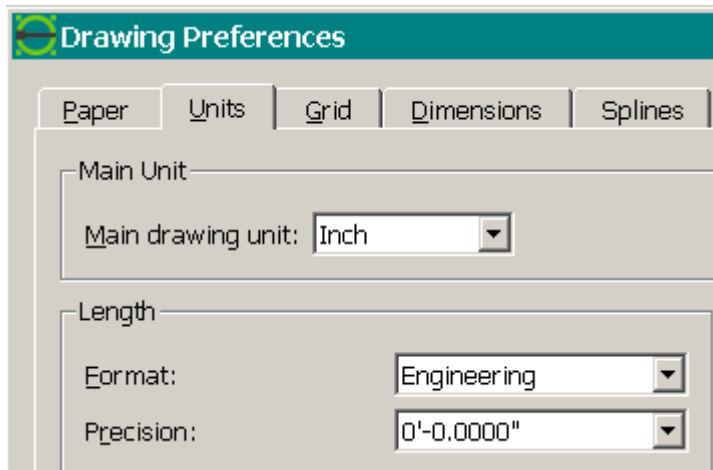 Drawing Preferences
Paper Units Grid Dimensions Splines
Main Unit
Main drawing unit: Inch
Length
Format: Engineering
Precision: 0'-0.0000"